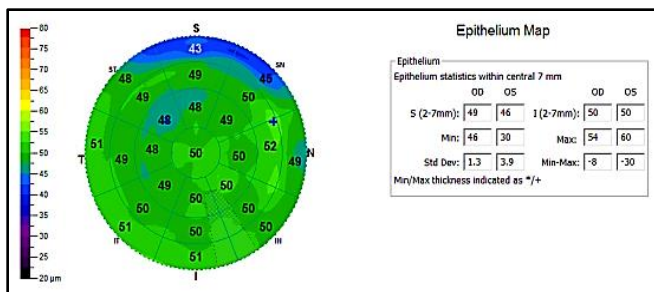 Epithelium Map
80
75
70
65
60
55
50
45
40
35
30
25
20 µm
S
43
ST
SN
48
49
45
49
50
48
48
50
51
48
50
52
T
49
49
N
49
50
50
50
50
51
50
51
IT
IN
51
I
Epithelium
Epithelium statistics within central 7 mm
OD OS OD OS
S (2-7mm): 49 46 I (2-7mm): 50 50
Min: 46 30 Max: 54 60
Std Dev: 1.3 3.9 Min-Max: -8 -30
Min/Max thickness indicated as */+